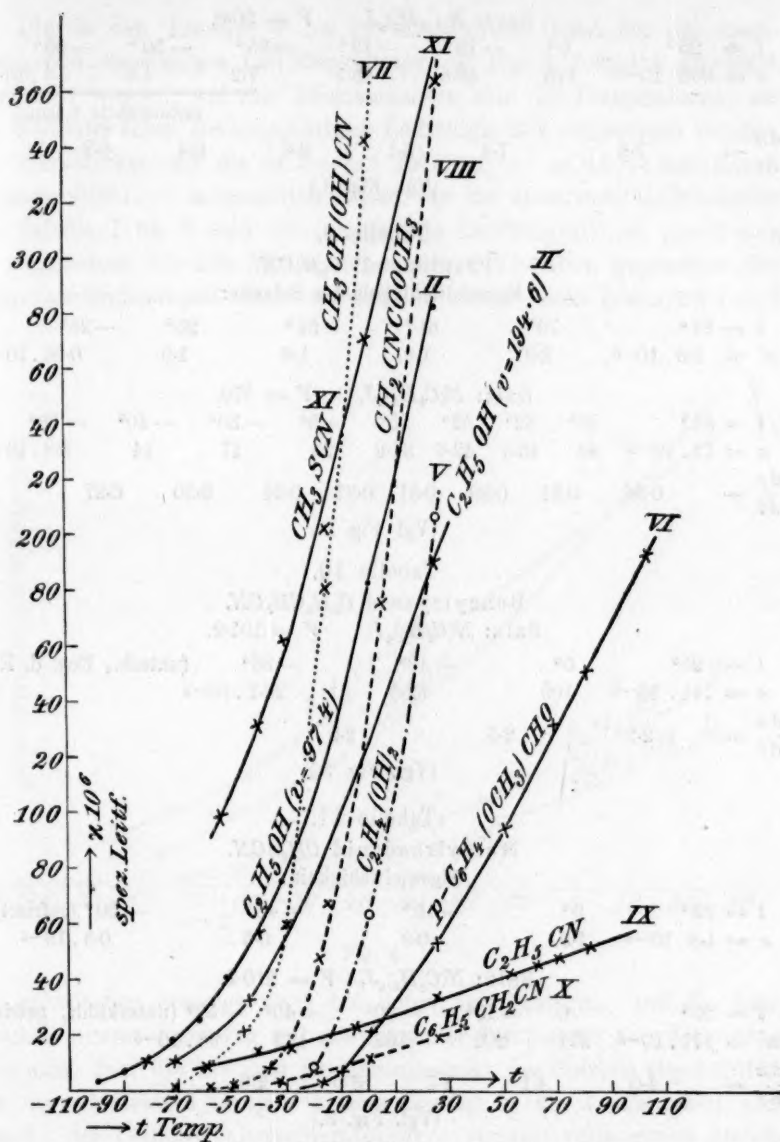 VII
XI
360
40
20
300
80
60
40
20
200
80
60
40
20
100
80
60
40
20
CH3 CH (OH) CN
VIII
II
II
CH3 SCN
XI
CH2 CN COOCH3
C2H5 OH (v = 194·8)
V
VI
C2H5 OH (v = 97·4)
C2H4 (OH)2
p. C6H4 (OCH3) CHO
→ ϰ 10⁶
spez. Leitf.
IX
C2H5 CN
C6H5 CH2CN X
-110 -90 -70 -50 -30 -10 0 10 30 50 70 90 110
→ t Temp.